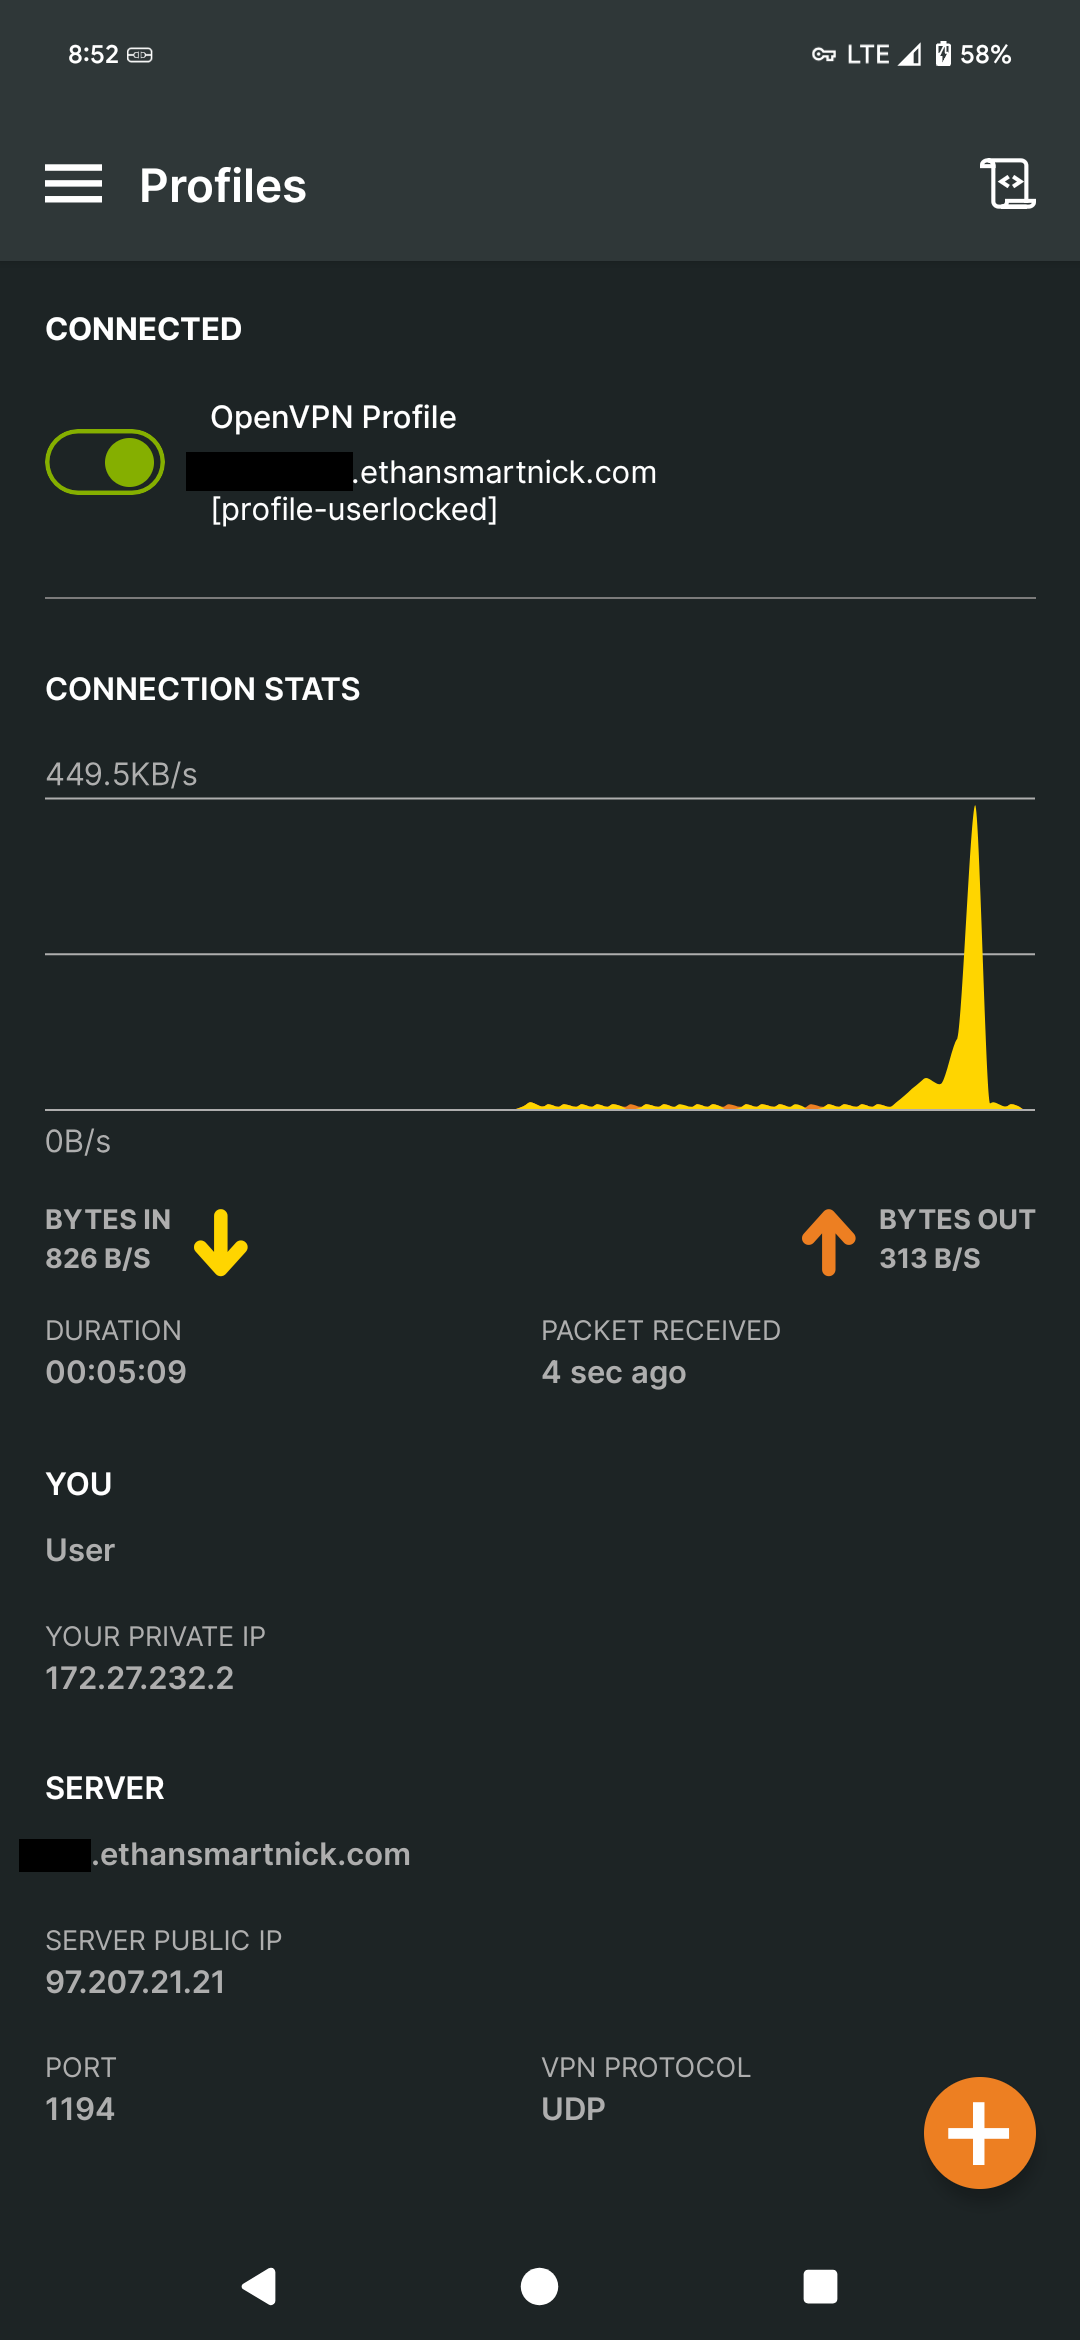 8:52 LTE 58%
Profiles
CONNECTED
OpenVPN Profile
.ethansmartnick.com
[profile-userlocked]
CONNECTION STATS
449.5KB/s
0B/s
BYTES IN BYTES OUT
826 B/S 313 B/S
DURATION PACKET RECEIVED
00:05:09 4 sec ago
YOU
User
YOUR PRIVATE IP
172.27.232.2
SERVER
.ethansmartnick.com
SERVER PUBLIC IP
97.207.21.21
PORT VPN PROTOCOL
1194 UDP